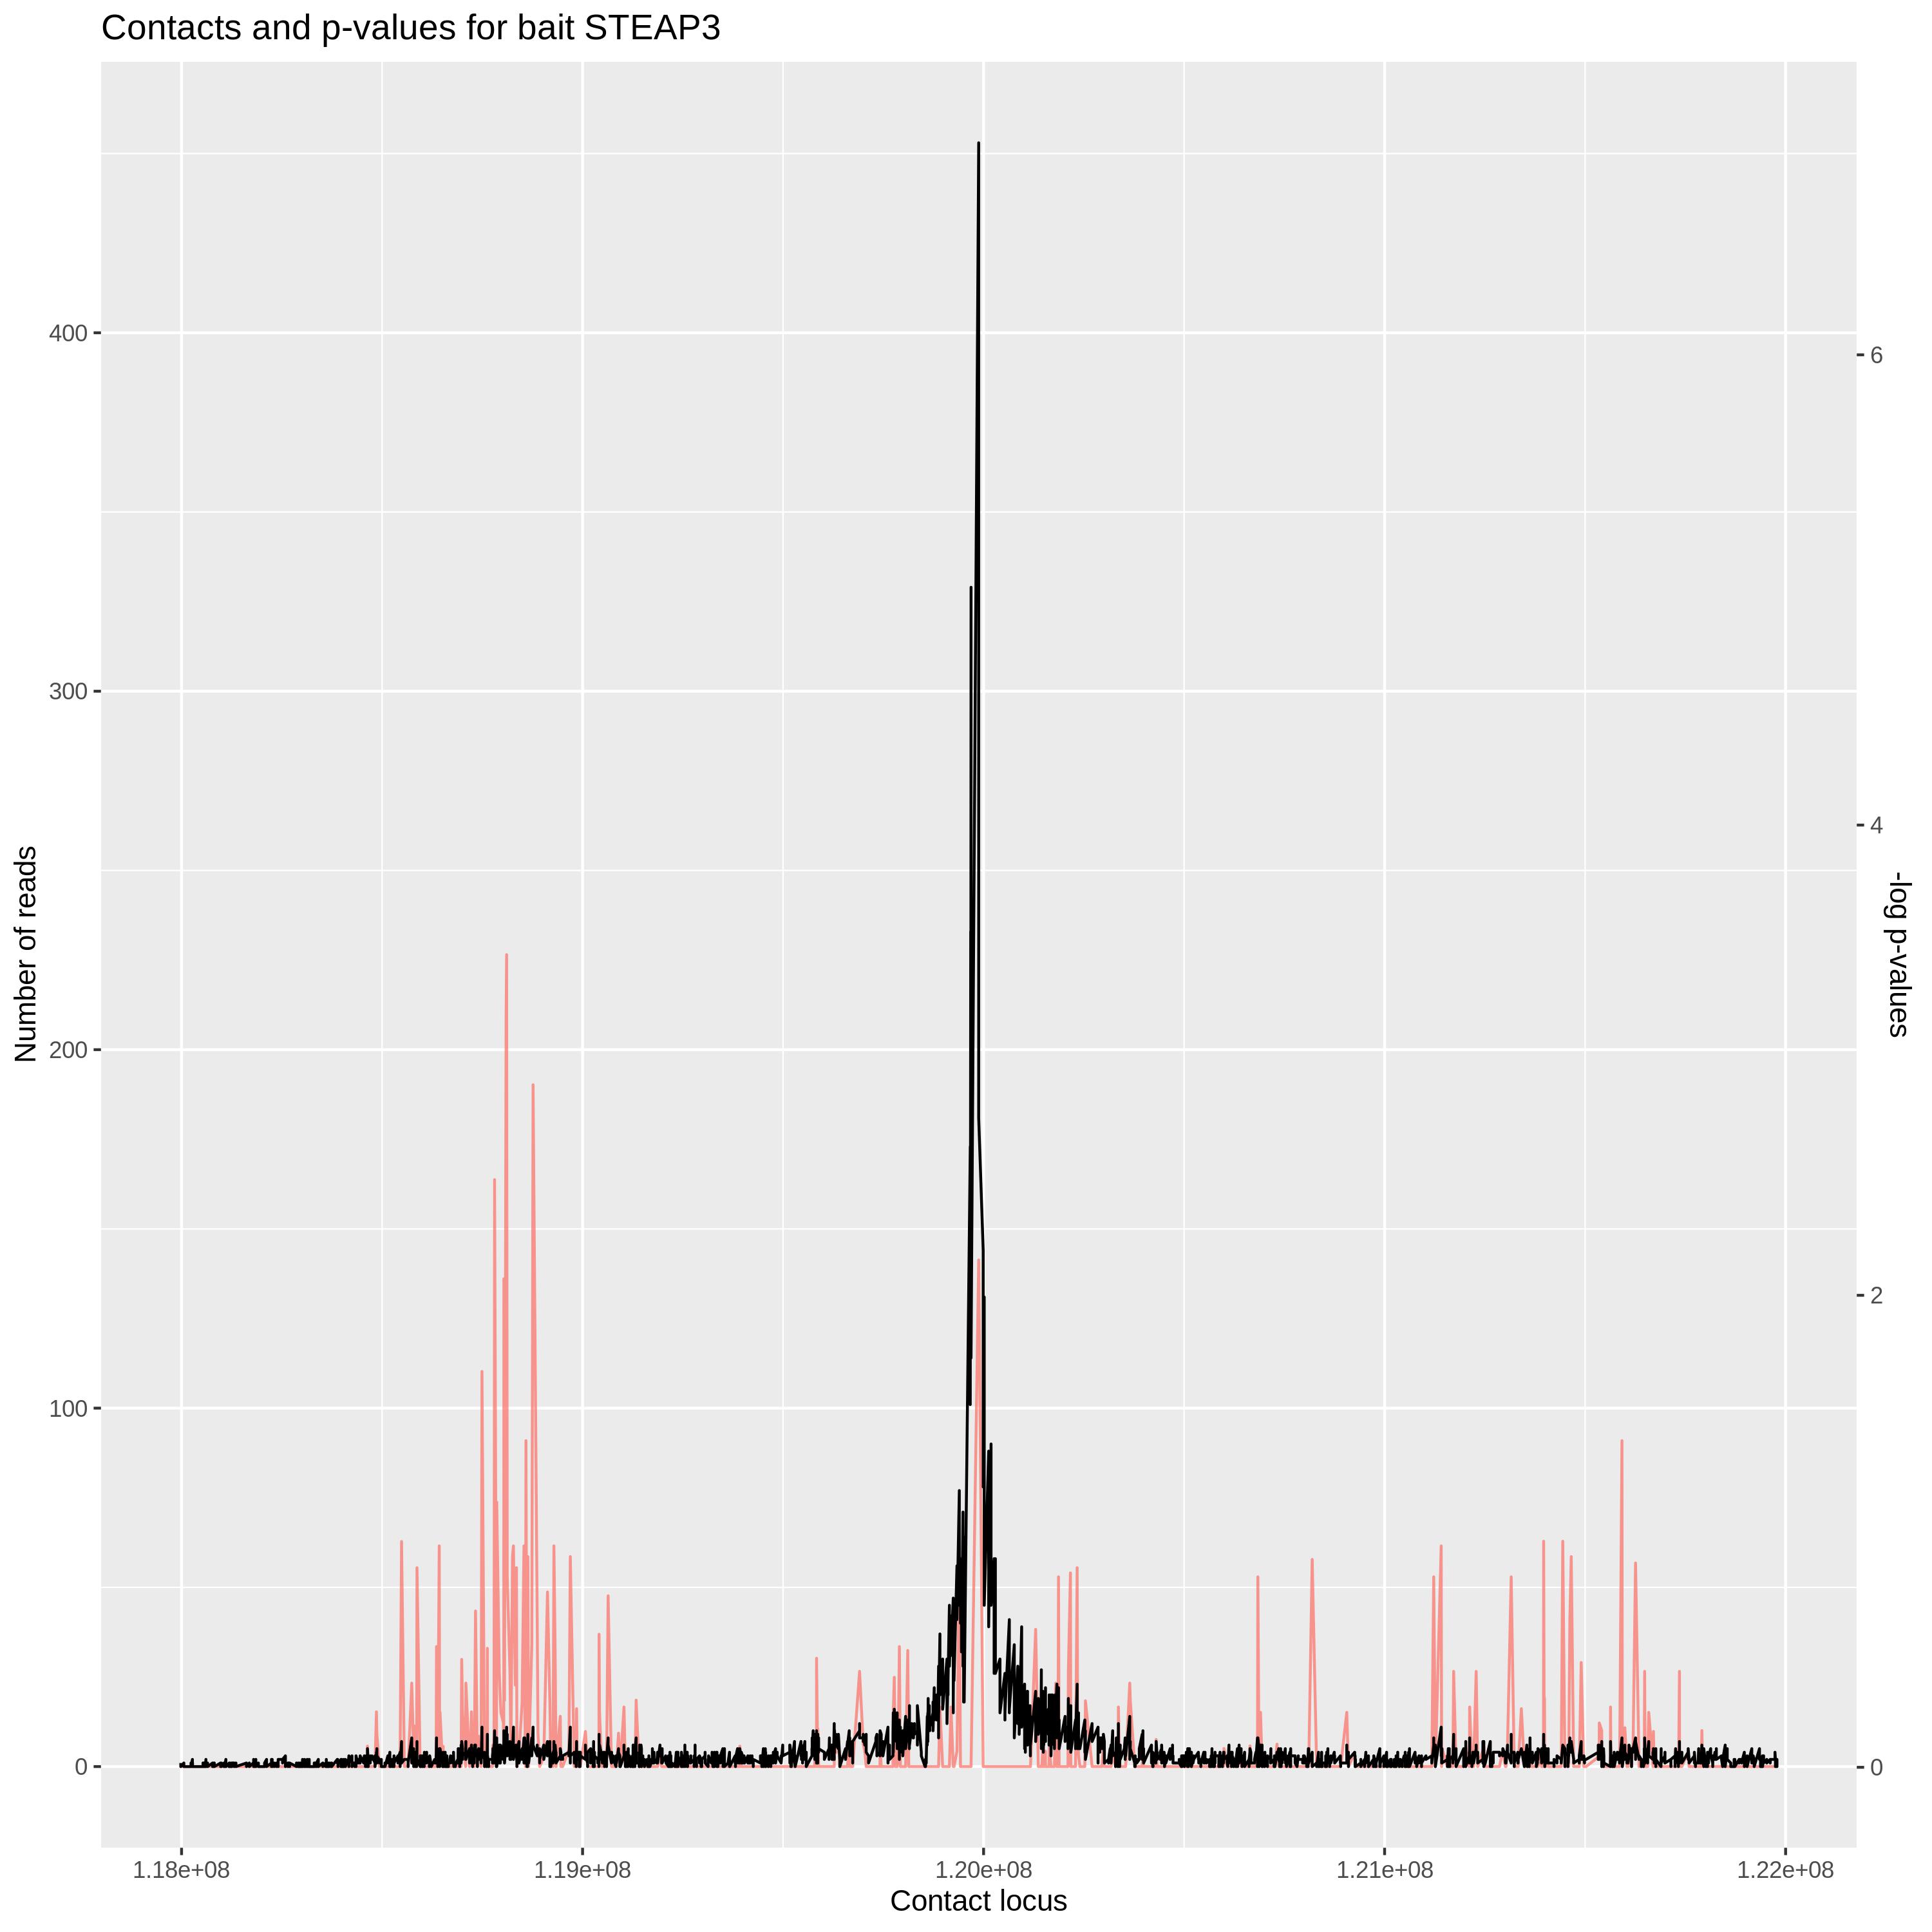 Contacts and p-values for bait STEAP3
Number of reads
400
300
200
100
0
6
4
2
0
-log p-values
1.18e+08
1.19e+08
1.20e+08
1.21e+08
1.22e+08
Contact locus